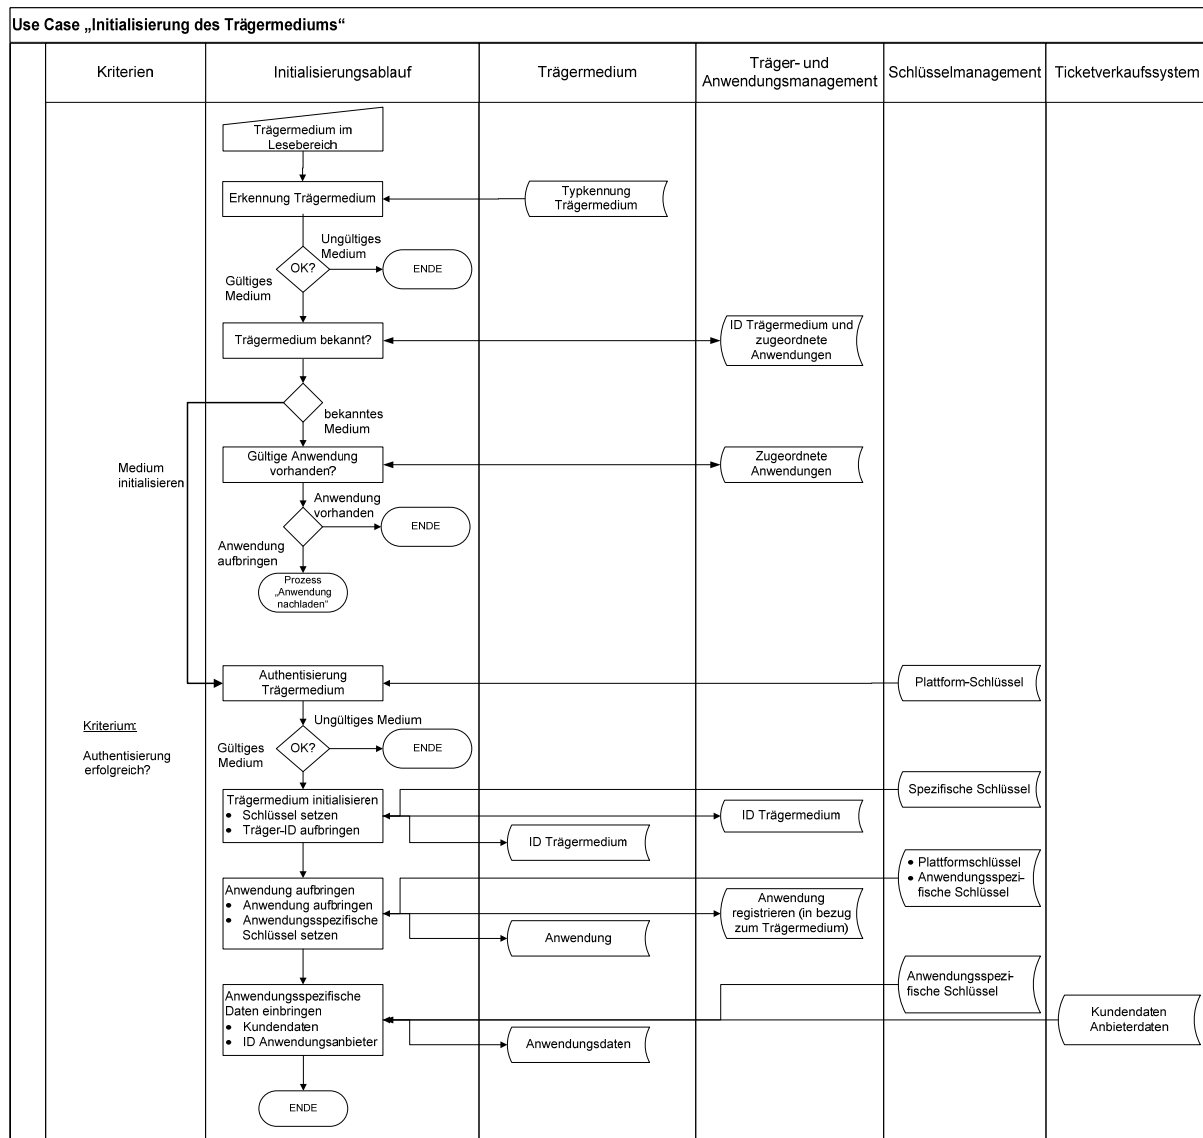 Use Case „Initialisierung des Trägermediums“
Kriterien
Initialisierungsablauf
Trägermedium
Träger- und
Anwendungsmanagement
Schlüsselmanagement
Ticketverkaufssystem
Trägermedium im
Lesebereich
Erkennung Trägermedium
Typkennung
Trägermedium
Ungültiges
Medium
OK?
ENDE
Gültiges
Medium
Trägermedium bekannt?
ID Trägermedium und
zugeordnete
Anwendungen
bekanntes
Medium
Medium
initialisieren
Gültige Anwendung
vorhanden?
Zugeordnete
Anwendungen
Anwendung
vorhanden
ENDE
Anwendung
aufbringen
Prozess
„Anwendung
nachladen“
Authentisierung
Trägermedium
Plattform-Schlüssel
Kriterium:
Authentisierung
erfolgreich?
Ungültiges Medium
OK?
ENDE
Gültiges
Medium
Spezifische Schlüssel
Trägermedium initialisieren
• Schlüssel setzen
• Träger-ID aufbringen
ID Trägermedium
ID Trägermedium
• Plattformschlüssel
• Anwendungsspezi-
fische Schlüssel
Anwendung aufbringen
• Anwendung aufbringen
• Anwendungsspezifische
Schlüssel setzen
Anwendung
registrieren (in bezug
zum Trägermedium)
Anwendung
Anwendungsspezi-
fische Schlüssel
Anwendungsspezifische
Daten einbringen
• Kundendaten
• ID Anwendungsanbieter
Kundendaten
Anbieterdaten
Anwendungsdaten
ENDE